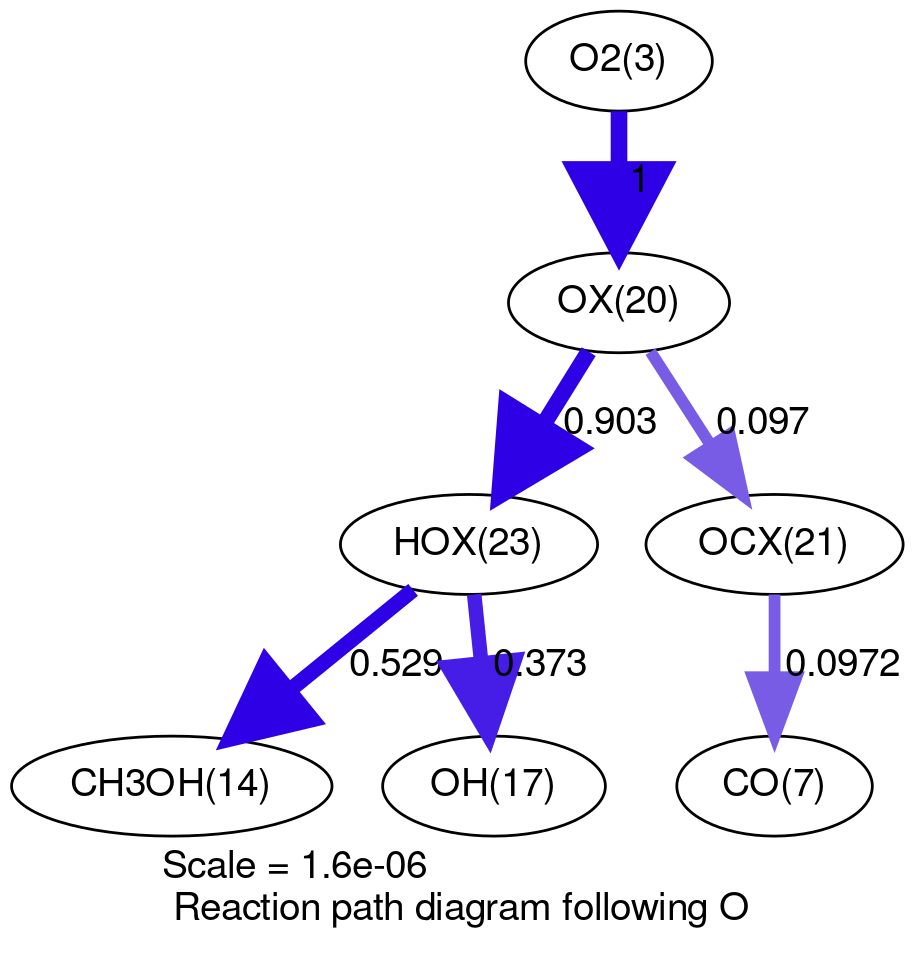 O2(3)
1
OX(20)
0.903
0.097
HOX(23)
OCX(21)
0.529
0.373
0.0972
CH3OH(14)
OH(17)
CO(7)
Scale = 1.6e-06
Reaction path diagram following O